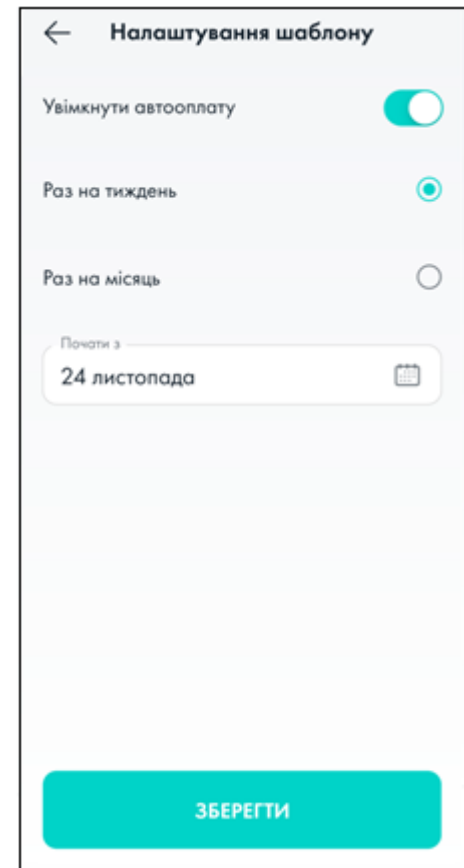 Налаштування шаблону
Увімкнути автооплату
Раз на тиждень
Раз на місяць
Почати з
24 листопада
ЗБЕРЕГТИ